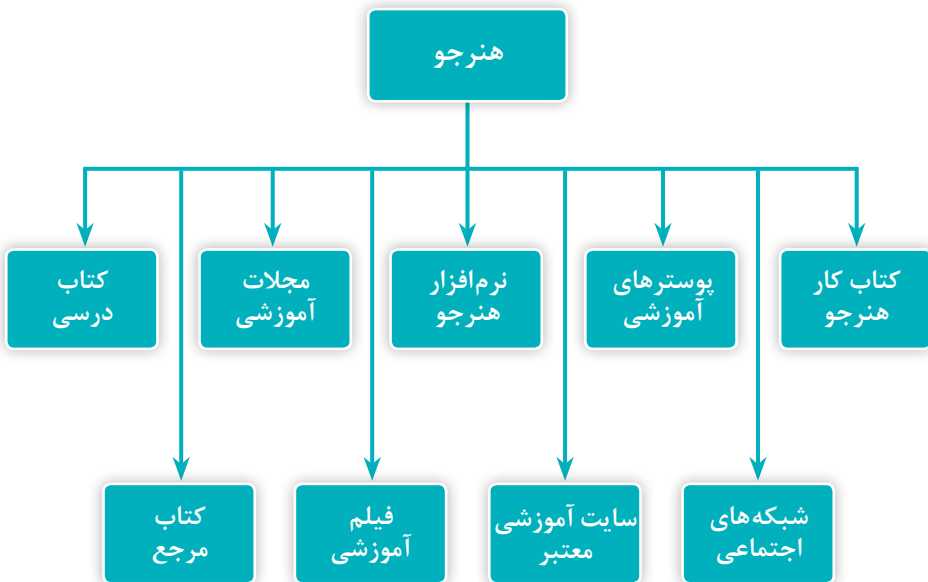 هنرجو
کتاب کار
هنرجو
پوسترهای
آموزشی
نرم‌افزار
هنرجو
مجلات
آموزشی
کتاب
درسی
شبکه‌های
اجتماعی
سایت آموزشی
معتبر
فیلم
آموزشی
کتاب
مرجع